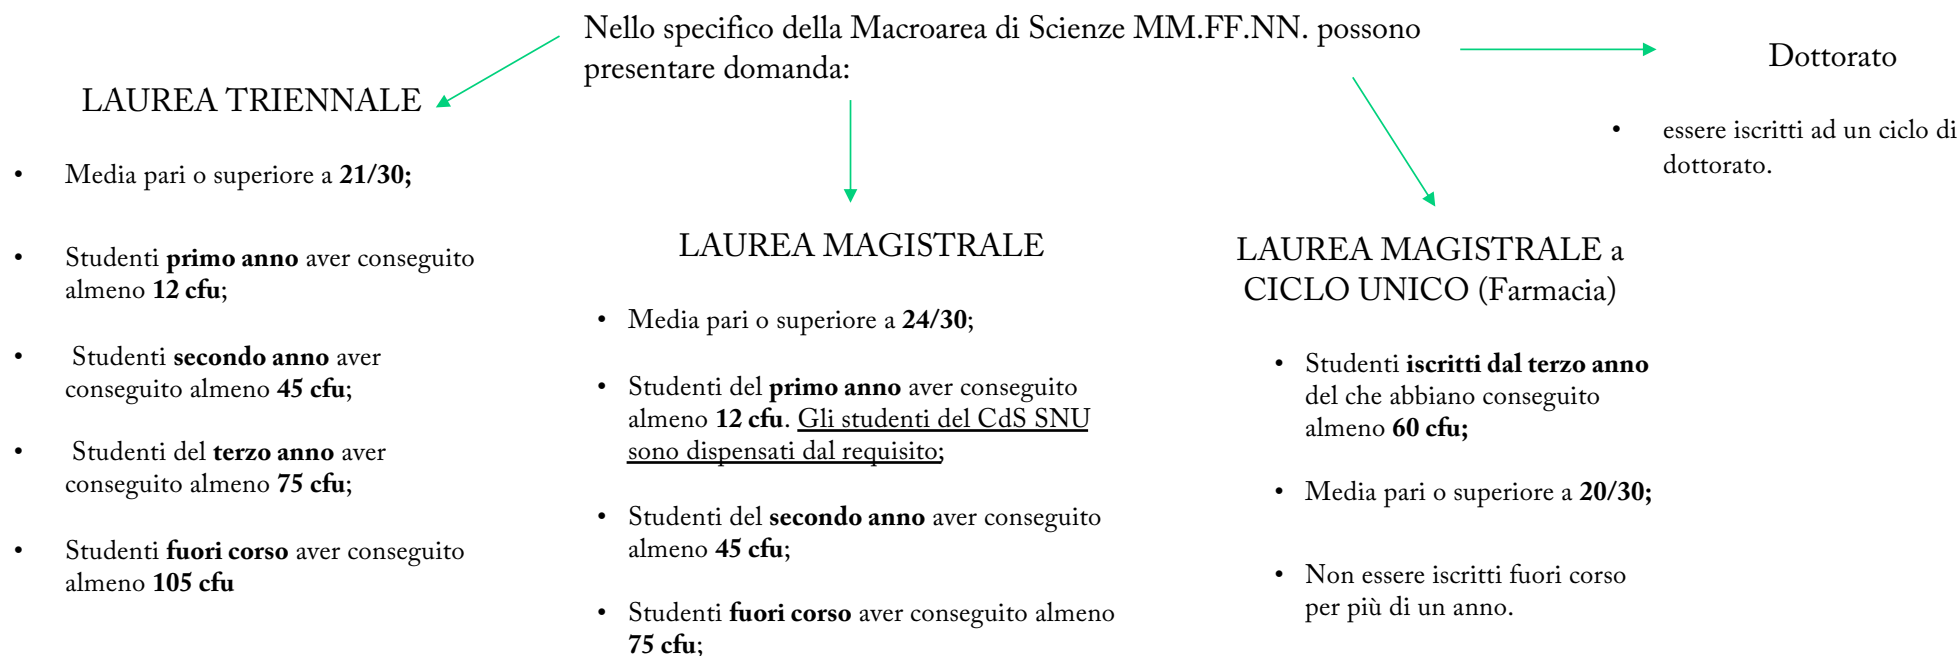 Nello specifico della Macroarea di Scienze MM.FF.NN. possono
presentare domanda:
LAUREA TRIENNALE
• Media pari o superiore a 21/30;
• Studenti primo anno aver conseguito
almeno 12 cfu;
• Studenti secondo anno aver
conseguito almeno 45 cfu;
• Studenti del terzo anno aver
conseguito almeno 75 cfu;
• Studenti fuori corso aver conseguito
almeno 105 cfu
LAUREA MAGISTRALE
• Media pari o superiore a 24/30;
• Studenti del primo anno aver conseguito
almeno 12 cfu. Gli studenti del CdS SNU
sono dispensati dal requisito;
• Studenti del secondo anno aver conseguito
almeno 45 cfu;
• Studenti fuori corso aver conseguito almeno
75 cfu;
LAUREA MAGISTRALE a
CICLO UNICO (Farmacia)
• Studenti iscritti dal terzo anno
del che abbiano conseguito
almeno 60 cfu;
• Media pari o superiore a 20/30;
• Non essere iscritti fuori corso
per più di un anno.
Dottorato
• essere iscritti ad un ciclo di
dottorato.